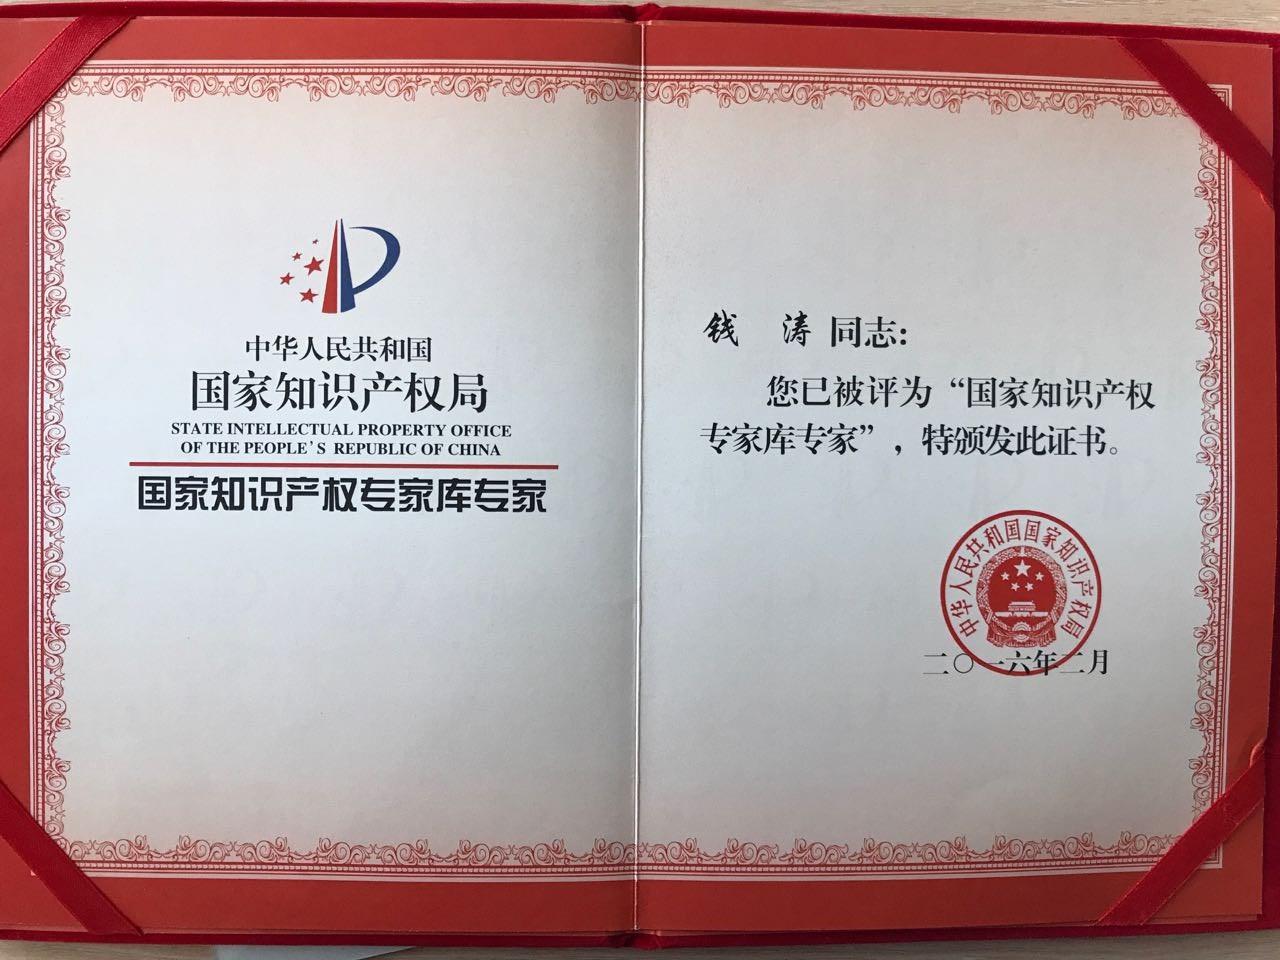 中华人民共和国
国家知识产权局
STATE INTELLECTUAL PROPERTY OFFICE
OF THE PEOPLE'S REPUBLIC OF CHINA
国家知识产权专家库专家
钱 涛 同志:
您已被评为“国家知识产权
专家库专家”，特颁发此证书。
中华人民共和国国家知识产权局
二〇一六年二月